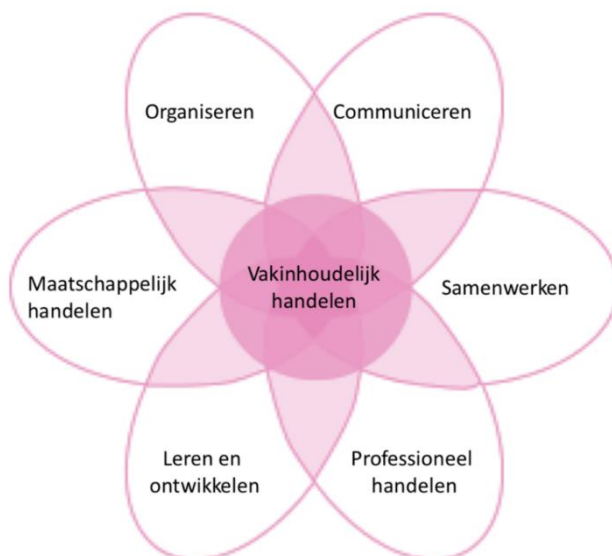 Organiseren
Communiceren
Maatschappelijk
handelen
Vakinhoudelijk
handelen
Samenwerken
Leren en
ontwikkelen
Professioneel
handelen